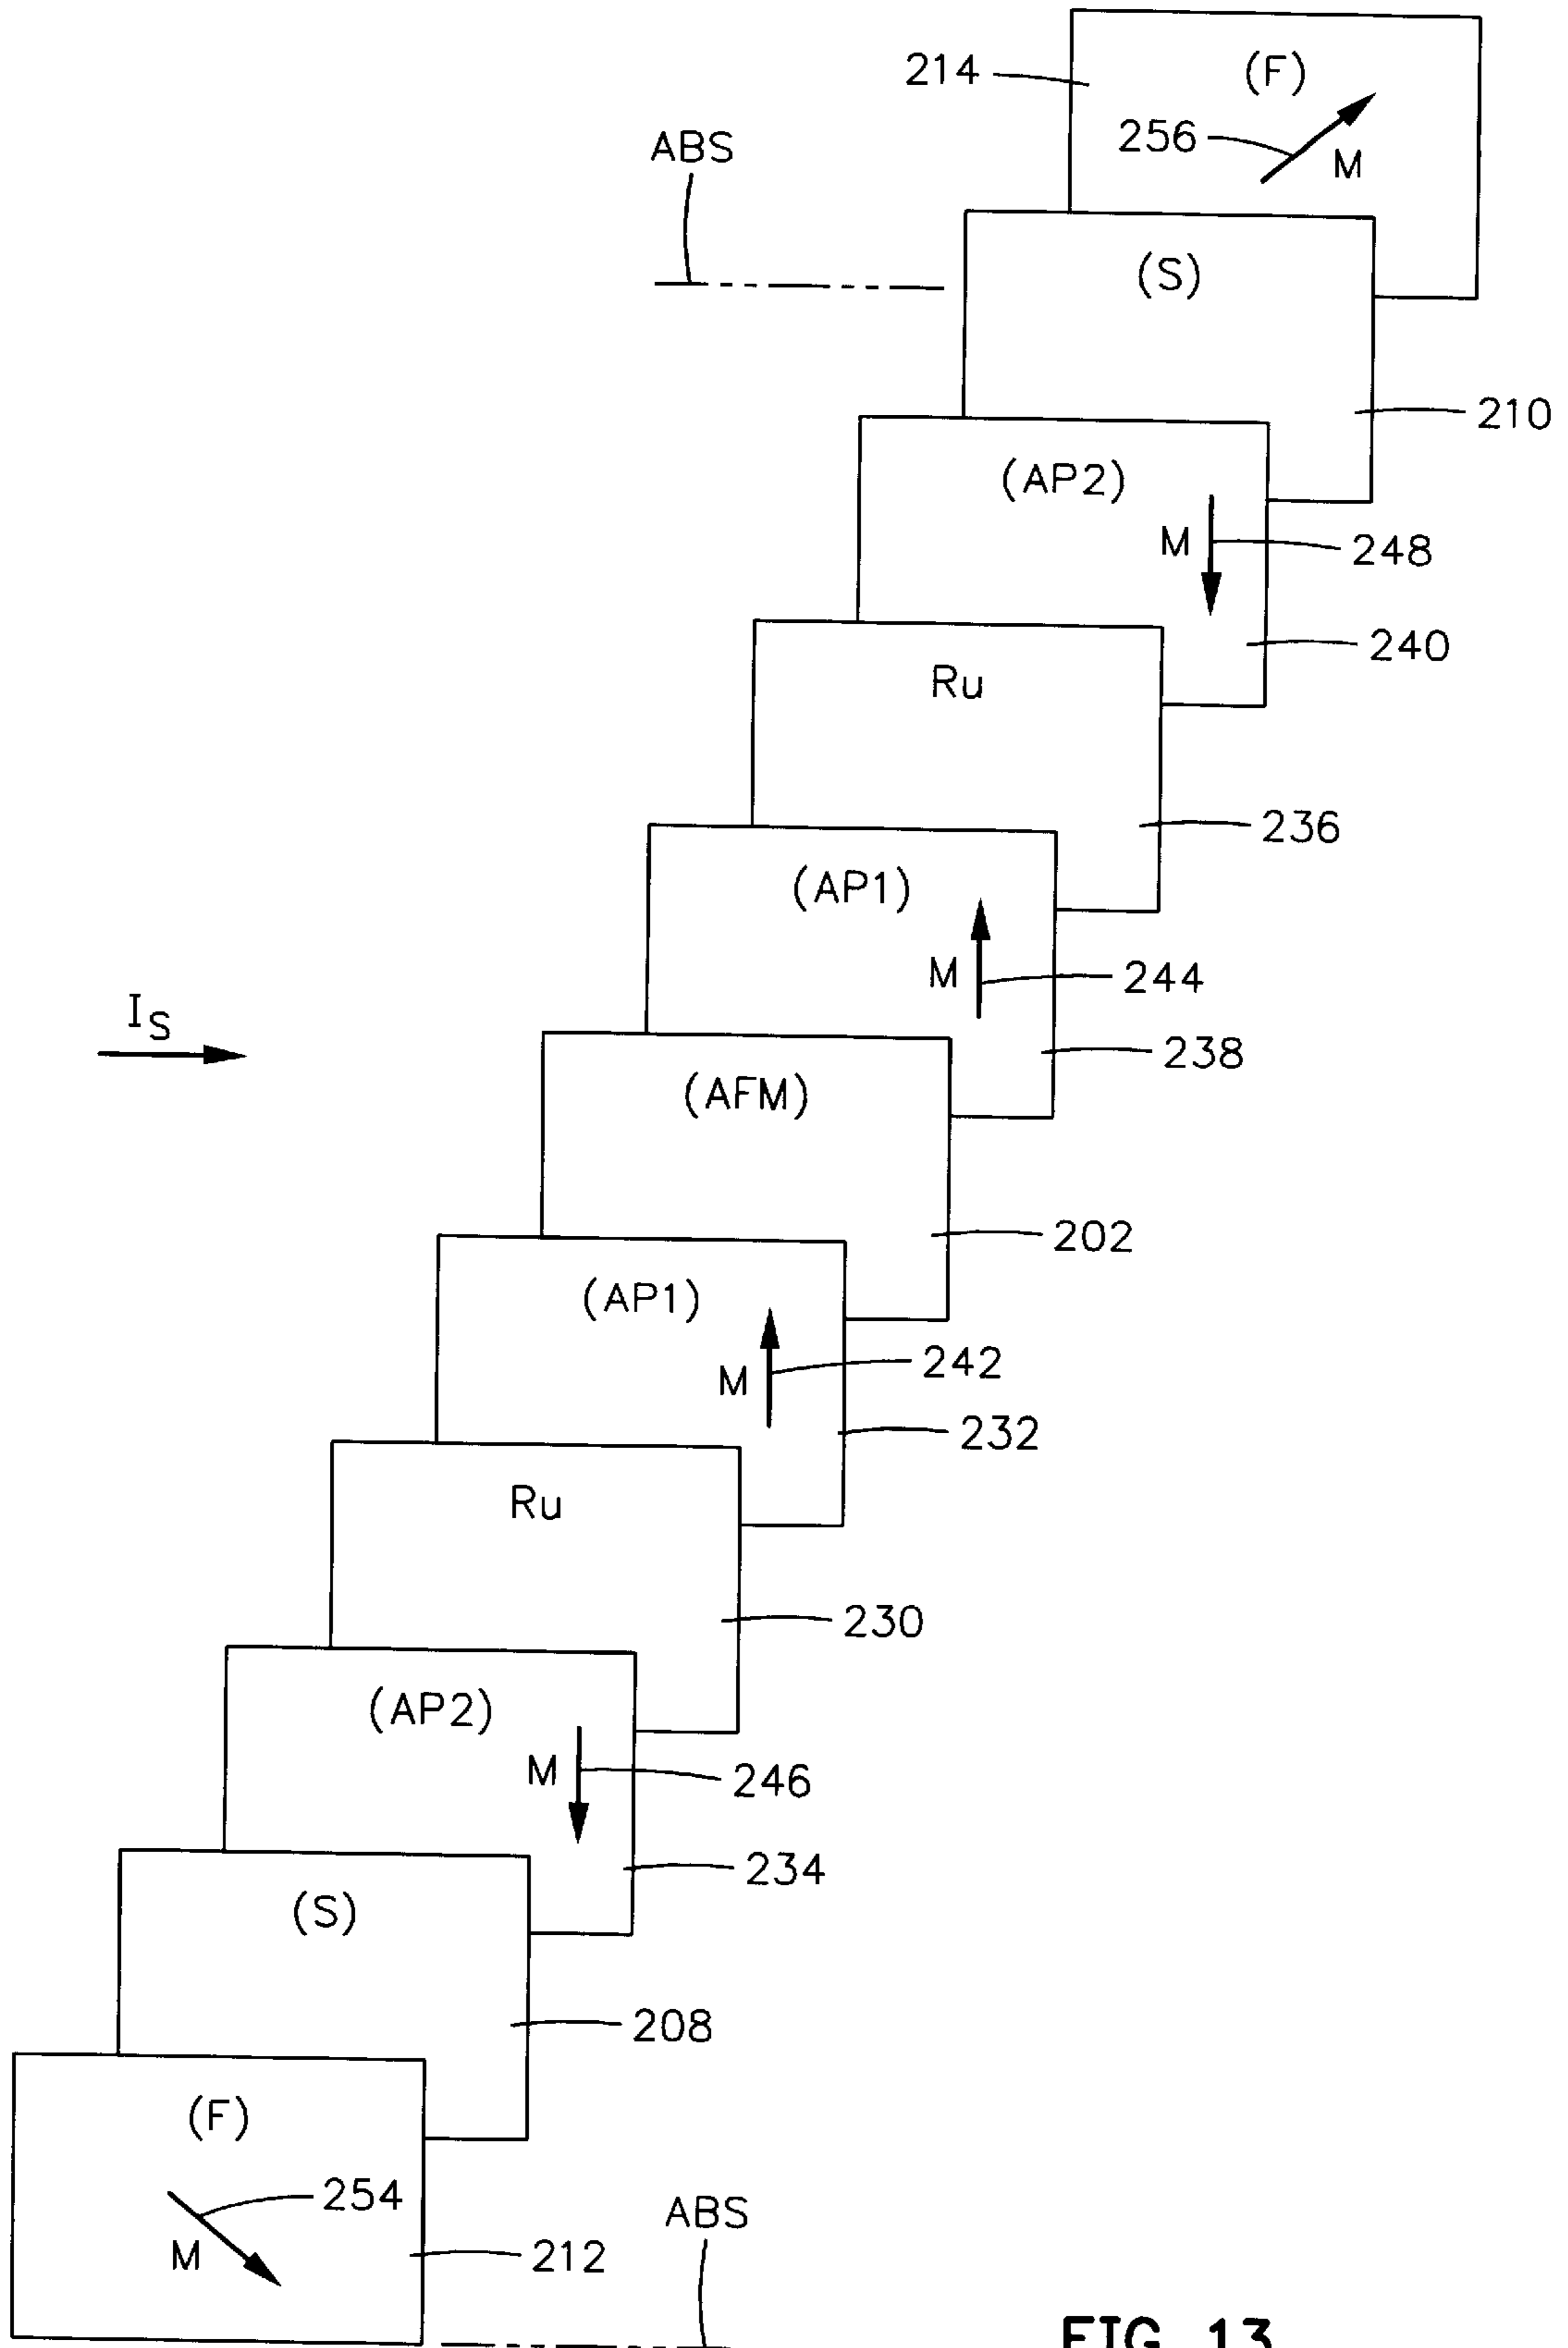 (F)
214
256
M
ABS
(S)
210
(AP2)
M
248
240
Ru
236
(AP1)
M
244
238
IS
(AFM)
202
(AP1)
M
242
232
Ru
230
(AP2)
M
246
234
(S)
208
(F)
254
M
212
ABS
FIG. 13